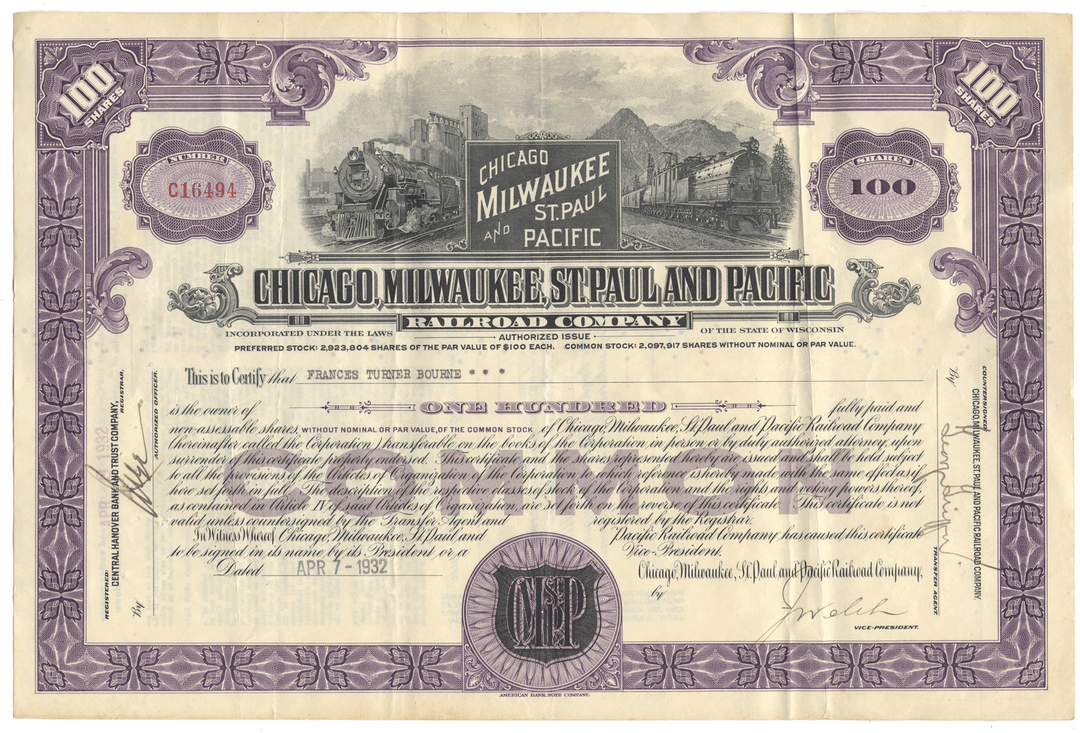 100
SHARES
100
SHARES
NUMBER
C16494
SHARES
100
CHICAGO
MILWAUKEE
ST. PAUL
AND PACIFIC
CHICAGO, MILWAUKEE, ST. PAUL AND PACIFIC
RAILROAD COMPANY
INCORPORATED UNDER THE LAWS OF THE STATE OF WISCONSIN
AUTHORIZED ISSUE
PREFERRED STOCK: 2,923,804 SHARES OF THE PAR VALUE OF $100 EACH. COMMON STOCK: 2,097,917 SHARES WITHOUT NOMINAL OR PAR VALUE.
This is to Certify that FRANCES TURNER BOURNE * * *
is the owner of ONE HUNDRED fully paid and
non-assessable shares WITHOUT NOMINAL OR PAR VALUE, OF THE COMMON STOCK of Chicago, Milwaukee, St. Paul and Pacific Railroad Company
(hereinafter called the Corporation) transferable on the books of the Corporation in person or by duly authorized attorney, upon
surrender of this certificate properly endorsed. This certificate and the shares represented hereby are issued and shall be held subject
to all the provisions of the Articles of Organization of the Corporation to which reference is hereby made with the same effect as if
here set forth in full. The description of the respective classes of stock of the Corporation and the rights and voting powers thereof,
as contained in Article IV of said Articles of Organization, are set forth on the reverse of this certificate. This certificate is not
valid unless countersigned by the Transfer Agent and registered by the Registrar.
In Witness Whereof Chicago, Milwaukee, St. Paul and Pacific Railroad Company has caused this certificate
to be signed in its name by its President or a Vice-President.
COMMON
Dated APR 7-1932
Chicago, Milwaukee, St. Paul and Pacific Railroad Company,
by
J Welch
VICE-PRESIDENT.
CM&StP&P
REGISTERED:
CENTRAL HANOVER BANK AND TRUST COMPANY,
REGISTRAR.
By
AUTHORIZED OFFICER.
APR 1932
COUNTERSIGNED
CHICAGO, MILWAUKEE, ST. PAUL AND PACIFIC RAILROAD COMPANY,
By
TRANSFER AGENT
AMERICAN BANK NOTE COMPANY.